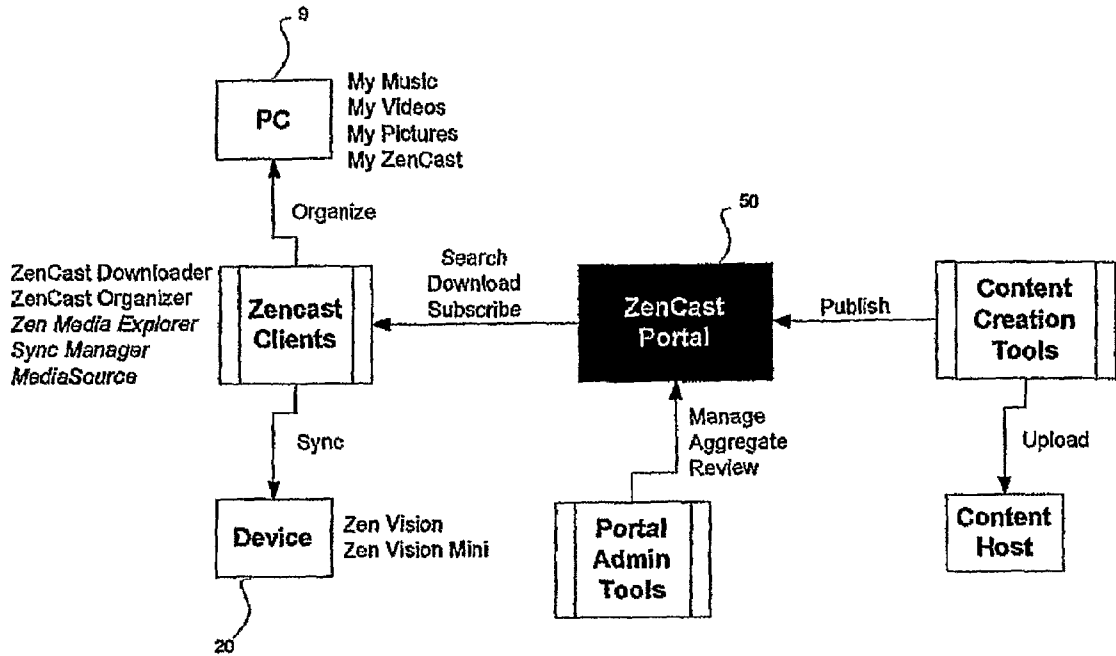 9
PC
My Music
My Videos
My Pictures
My ZenCast
Organize
50
ZenCast Downloader
ZenCast Organizer
Zen Media Explorer
Sync Manager
MediaSource
Zencast
Clients
Search
Download
Subscribe
ZenCast
Portal
Publish
Content
Creation
Tools
Sync
Manage
Aggregate
Review
Upload
Device
Zen Vision
Zen Vision Mini
Portal
Admin
Tools
Content
Host
20